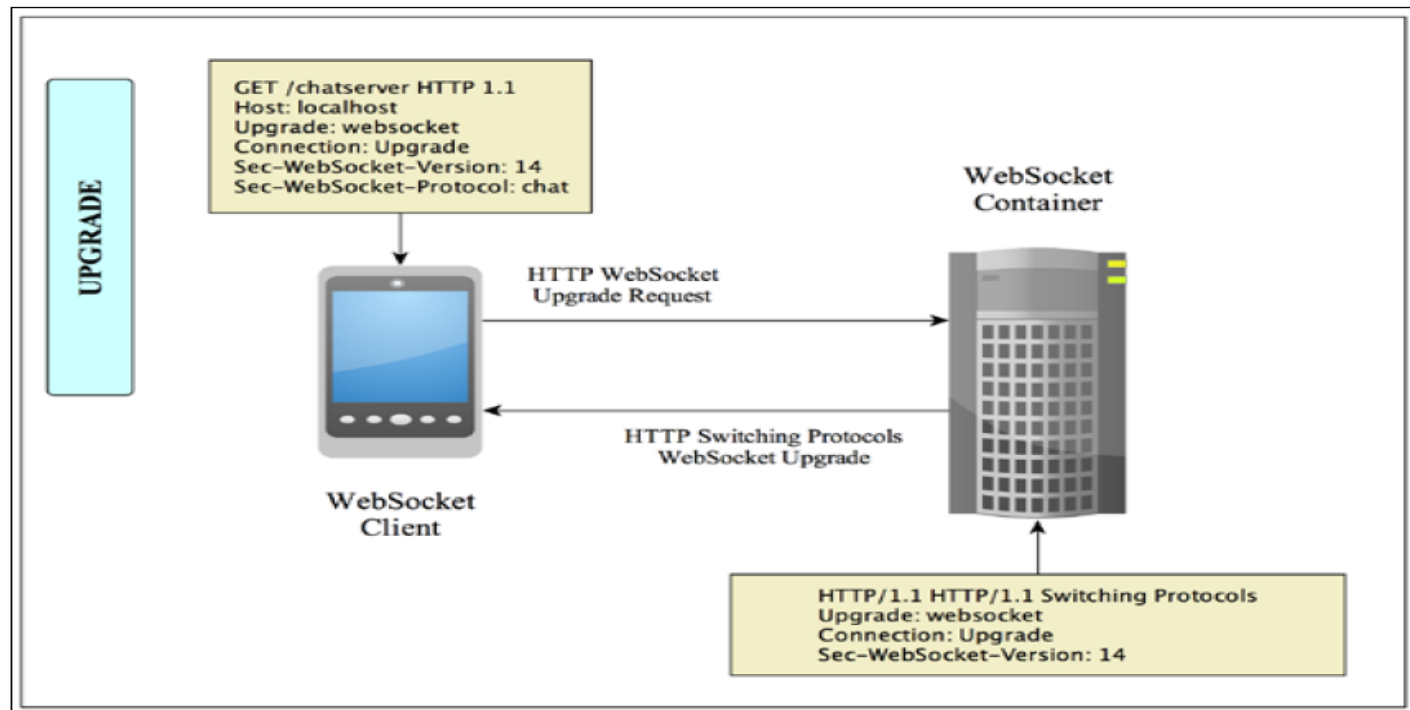 UPGRADE
GET /chatserver HTTP 1.1
Host: localhost
Upgrade: websocket
Connection: Upgrade
Sec-WebSocket-Version: 14
Sec-WebSocket-Protocol: chat
WebSocket
Container
HTTP WebSocket
Upgrade Request
HTTP Switching Protocols
WebSocket Upgrade
WebSocket
Client
HTTP/1.1 HTTP/1.1 Switching Protocols
Upgrade: websocket
Connection: Upgrade
Sec-WebSocket-Version: 14